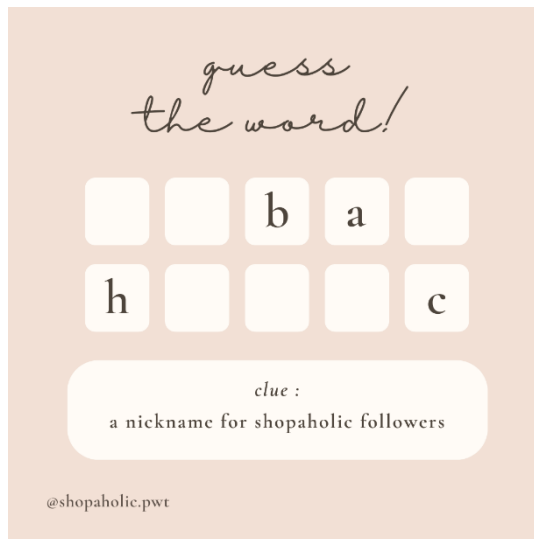 guess
the word!
b a
h c
clue :
a nickname for shopaholic followers
@shopaholic.pwt